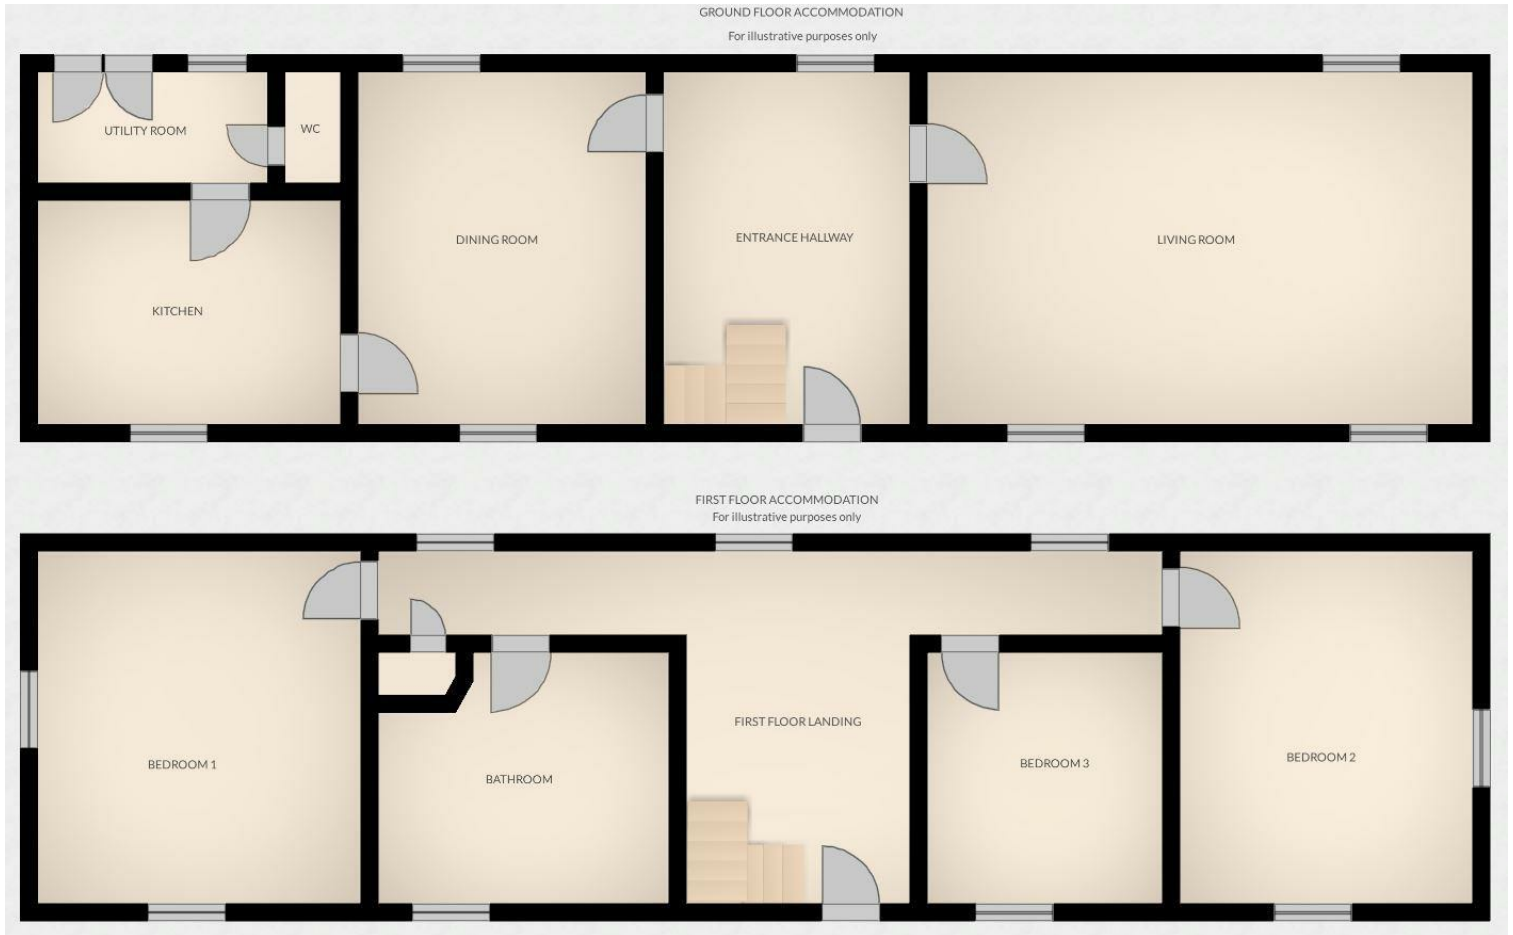 GROUND FLOOR ACCOMMODATION
For illustrative purposes only
UTILITY ROOM
WC
DINING ROOM
ENTRANCE HALLWAY
LIVING ROOM
KITCHEN
FIRST FLOOR ACCOMMODATION
For illustrative purposes only
BEDROOM 1
BATHROOM
FIRST FLOOR LANDING
BEDROOM 3
BEDROOM 2